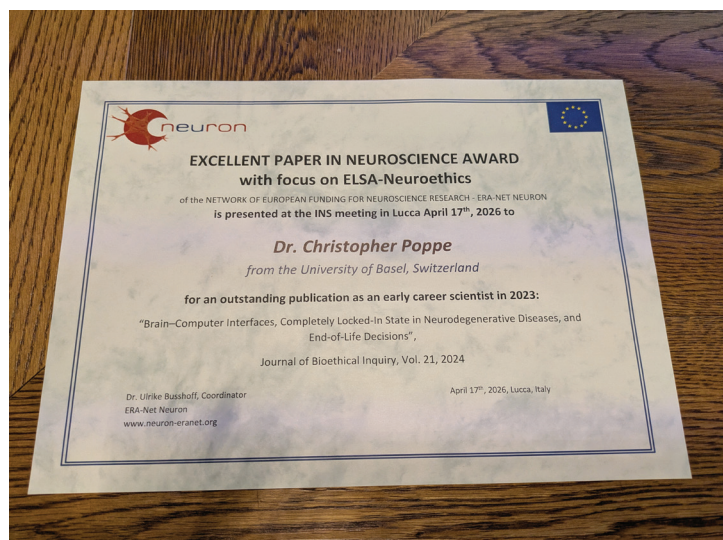 neuron
EXCELLENT PAPER IN NEUROSCIENCE AWARD
with focus on ELSA-Neuroethics
of the NETWORK OF EUROPEAN FUNDING FOR NEUROSCIENCE RESEARCH - ERA-NET NEURON
is presented at the INS meeting in Lucca April 17th, 2026 to
Dr. Christopher Poppe
from the University of Basel, Switzerland
for an outstanding publication as an early career scientist in 2023:
"Brain–Computer Interfaces, Completely Locked-In State in Neurodegenerative Diseases, and
End-of-Life Decisions",
Journal of Bioethical Inquiry, Vol. 21, 2024
Dr. Ulrike Busshoff, Coordinator
ERA-Net Neuron
www.neuron-eranet.org
April 17th, 2026, Lucca, Italy